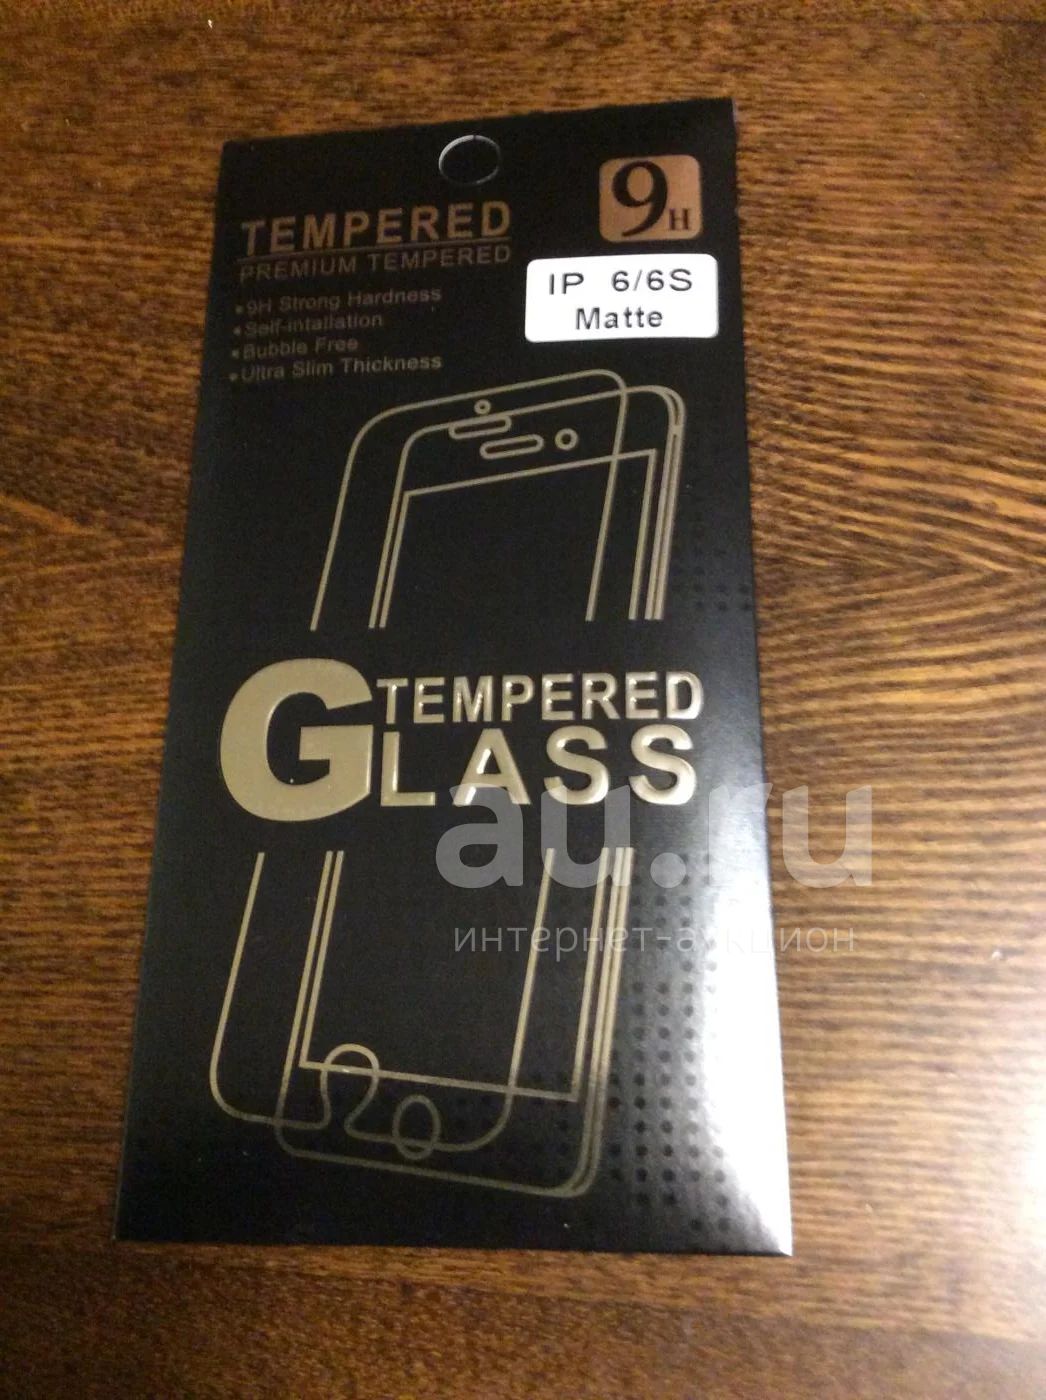 TEMPERED
PREMIUM TEMPERED
•9H Strong Hardness
•Self-intallation
•Bubble Free
•Ultra Slim Thickness
9H
IP 6/6S
Matte
TEMPERED
GLASS
au.ru
интернет-аукцион